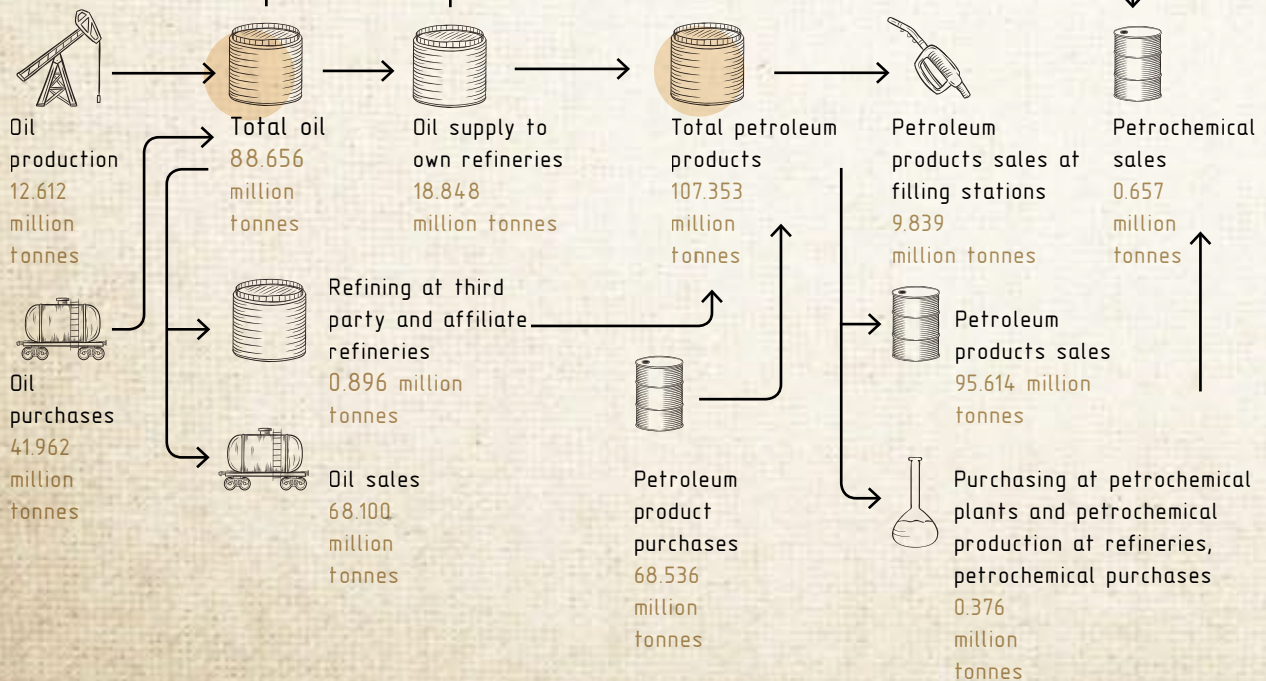 Oil
production
12.612
million
tonnes
Total oil
88.656
million
tonnes
Oil supply to
own refineries
18.848
million tonnes
Total petroleum
products
107.353
million
tonnes
Petroleum
products sales at
filling stations
9.839
million tonnes
Petrochemical
sales
0.657
million
tonnes
Oil
purchases
41.962
million
tonnes
Refining at third
party and affiliate
refineries
0.896 million
tonnes
Oil sales
68.100
million
tonnes
Petroleum
product
purchases
68.536
million
tonnes
Petroleum
products sales
95.614 million
tonnes
Purchasing at petrochemical
plants and petrochemical
production at refineries,
petrochemical purchases
0.376
million
tonnes